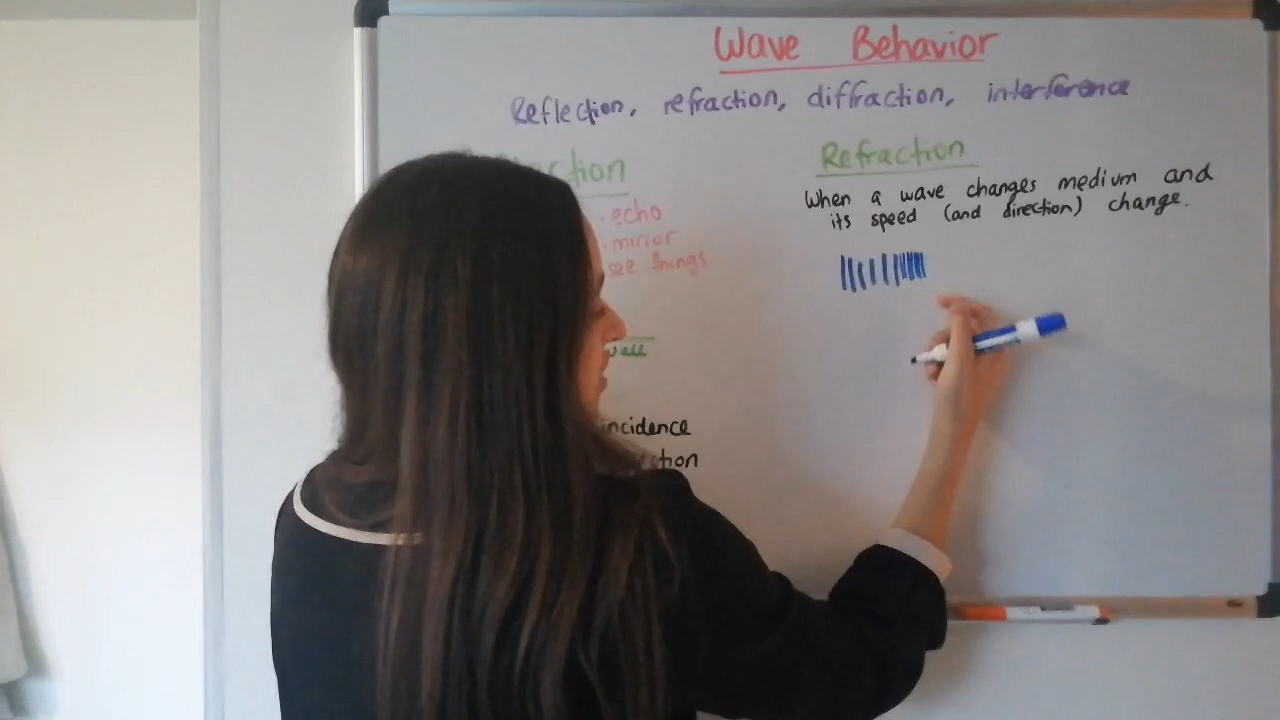 Wave Behavior
Reflection, refraction, diffraction, interference
Refraction
When a wave changes medium and
its speed (and direction) change.
. echo
. mirror
see things
incidence